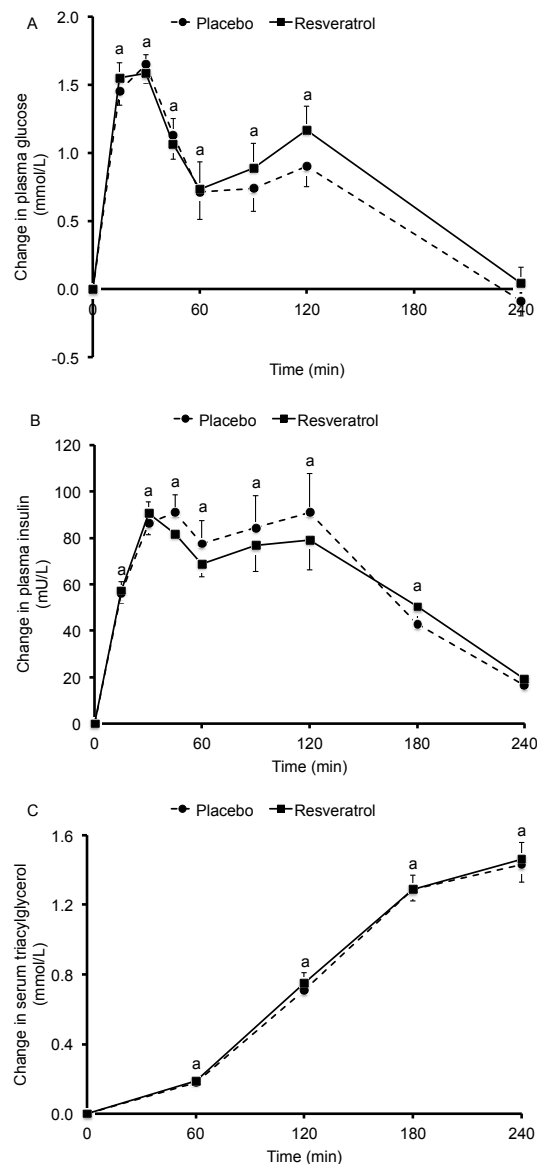 A
Placebo Resveratrol
2.0
1.5
1.0
0.5
0.0
-0.5
a a a a a a
0 60 120 180 240
Change in plasma glucose
(mmol/L)
Time (min)
B
Placebo Resveratrol
120
100
80
60
40
20
0
a a a a a a a
0 60 120 180 240
Change in plasma insulin
(mU/L)
Time (min)
C
Placebo Resveratrol
1.6
1.2
0.8
0.4
0.0
a a a a
0 60 120 180 240
Change in serum triacylglycerol
(mmol/L)
Time (min)